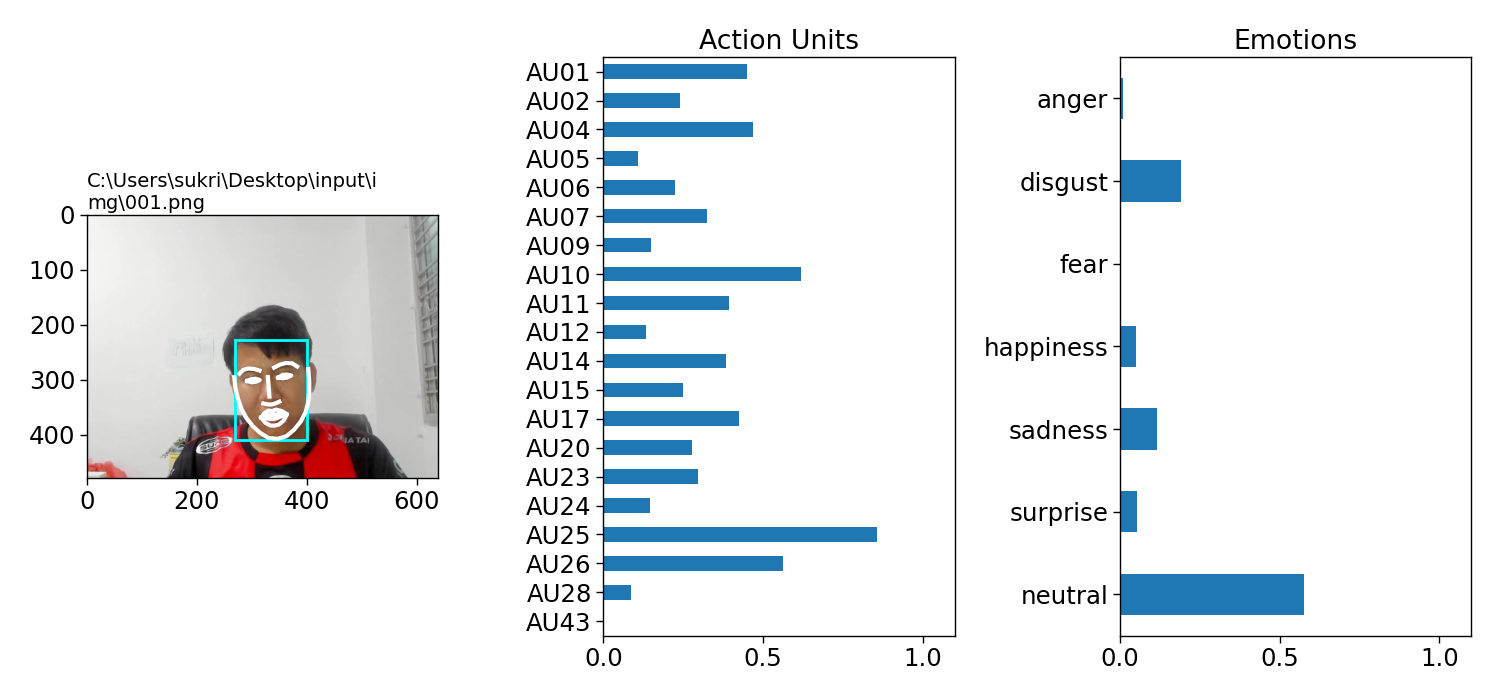 C:\Users\sukri\Desktop\input\i
mg\001.png
0
100
200
300
400
0 200 400 600
Action Units
AU01
AU02
AU04
AU05
AU06
AU07
AU09
AU10
AU11
AU12
AU14
AU15
AU17
AU20
AU23
AU24
AU25
AU26
AU28
AU43
0.0 0.5 1.0
Emotions
anger
disgust
fear
happiness
sadness
surprise
neutral
0.0 0.5 1.0